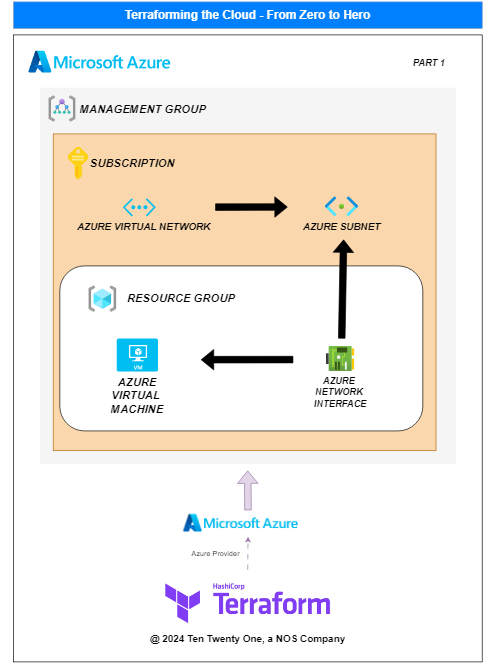 Terraforming the Cloud - From Zero to Hero
Microsoft Azure
PART 1
MANAGEMENT GROUP
SUBSCRIPTION
AZURE VIRTUAL NETWORK
AZURE SUBNET
RESOURCE GROUP
VM
AZURE
VIRTUAL
MACHINE
AZURE
NETWORK
INTERFACE
Microsoft Azure
Azure Provider
HashiCorp
Terraform
@ 2024 Ten Twenty One, a NOS Company